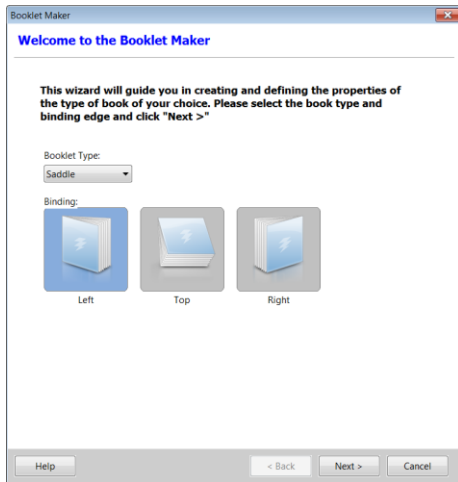 Booklet Maker
Welcome to the Booklet Maker
This wizard will guide you in creating and defining the properties of
the type of book of your choice. Please select the book type and
binding edge and click "Next >"
Booklet Type:
Saddle
Binding:
Left Top Right
Help < Back Next > Cancel